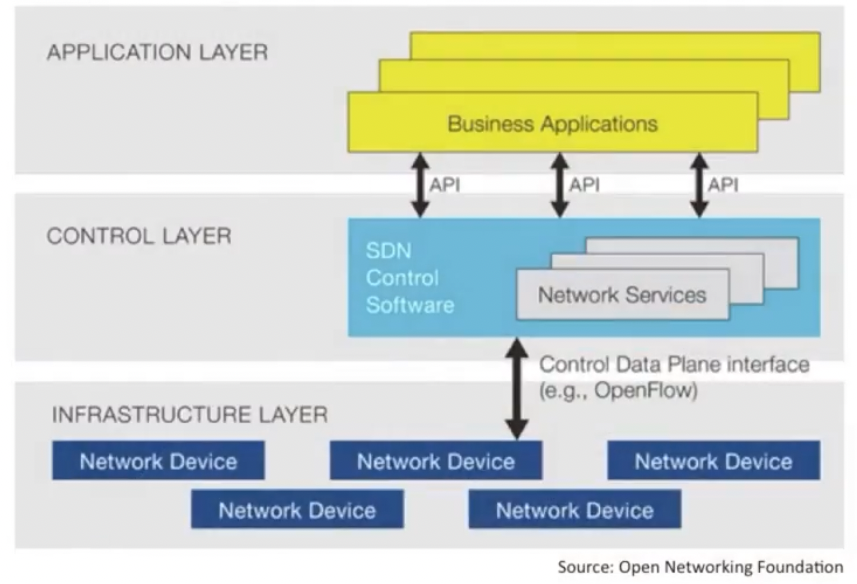 APPLICATION LAYER
Business Applications
API
API
API
CONTROL LAYER
SDN
Control
Software
Network Services
Control Data Plane interface
(e.g., OpenFlow)
INFRASTRUCTURE LAYER
Network Device
Network Device
Network Device
Network Device
Network Device
Source: Open Networking Foundation